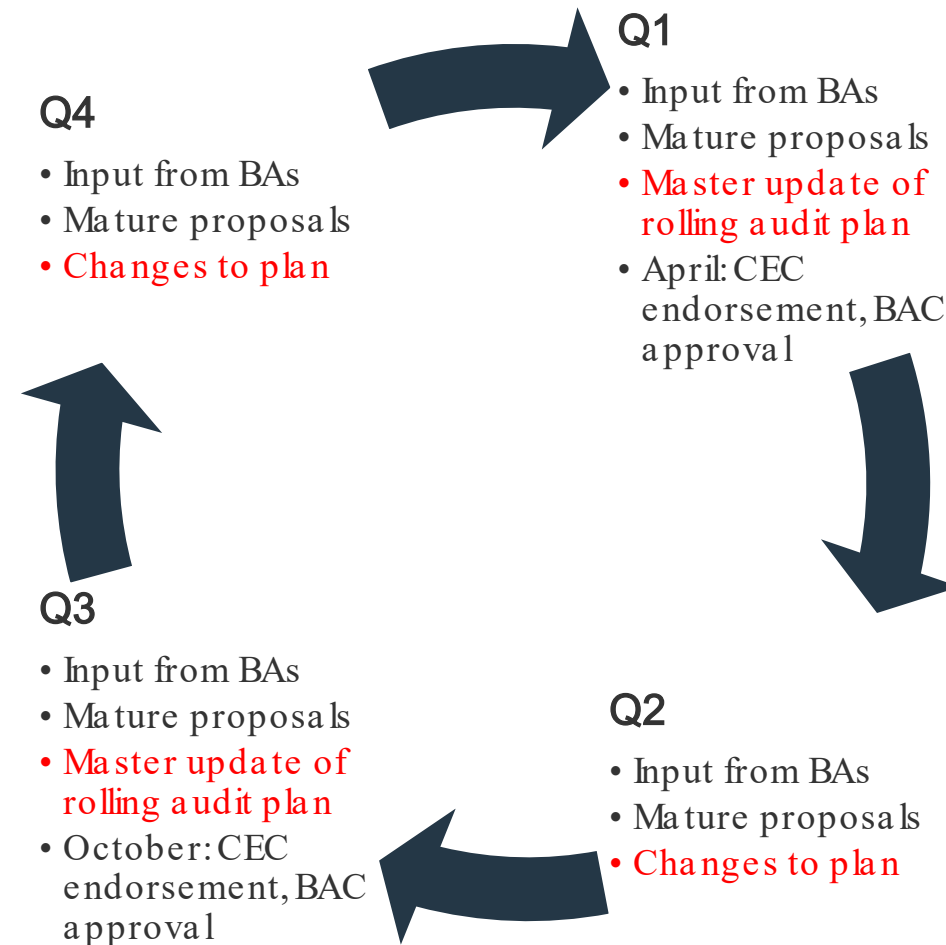 Q1
• Input from BAs
• Mature proposals
• Master update of
rolling audit plan
• April: CEC
endorsement, BAC
approval
Q2
• Input from BAs
• Mature proposals
• Changes to plan
Q3
• Input from BAs
• Mature proposals
• Master update of
rolling audit plan
• October: CEC
endorsement, BAC
approval
Q4
• Input from BAs
• Mature proposals
• Changes to plan